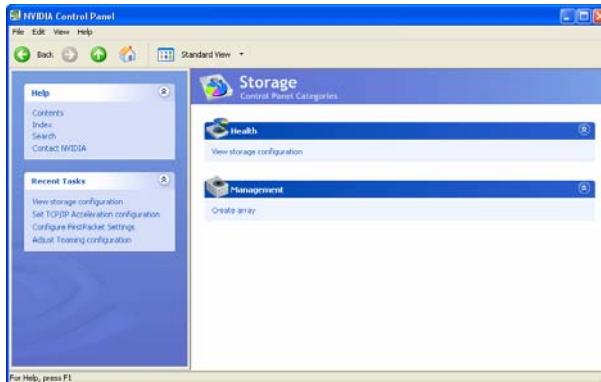 NVIDIA Control Panel
File Edit View Help
Back
Standard View
Help
Contents
Index
Search
Contact NVIDIA
Recent Tasks
View storage configuration
Set TCP/IP Acceleration configuration
Configure FirstPacket Settings
Adjust Teaming configuration
Storage
Control Panel Categories
Health
View storage configuration
Management
Create array
For Help, press F1